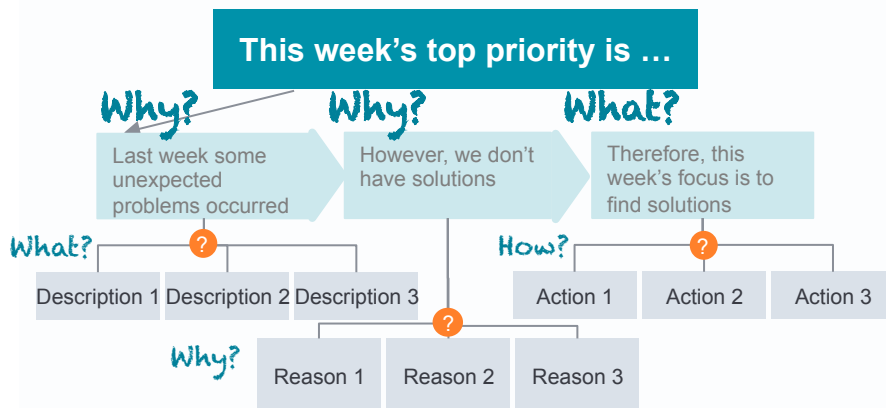 This week’s top priority is …
Why?
Why?
What?
Last week some
unexpected
problems occurred
However, we don’t
have solutions
Therefore, this
week’s focus is to
find solutions
What?
?
How?
?
Description 1
Description 2
Description 3
Action 1
Action 2
Action 3
?
Why?
Reason 1
Reason 2
Reason 3